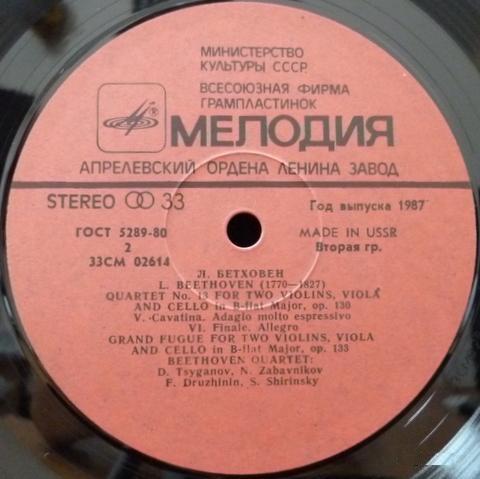 МИНИСТЕРСТВО
КУЛЬТУРЫ СССР
ВСЕСОЮЗНАЯ ФИРМА
ГРАМПЛАСТИНОК
МЕЛОДИЯ
АПРЕЛЕВСКИЙ ОРДЕНА ЛЕНИНА ЗАВОД
STEREO 33 Год выпуска 1987
ГОСТ 5289-80 MADE IN USSR
2 Вторая гр.
33СМ 02614
Л. БЕТХОВЕН
L. BEETHOVEN (1770—1827)
QUARTET No. 13 FOR TWO VIOLINS, VIOLA
AND CELLO in B-flat Major, op. 130
V. Cavatina. Adagio molto espressivo
VI. Finale. Allegro
GRAND FUGUE FOR TWO VIOLINS, VIOLA
AND CELLO in B-flat Major, op. 133
BEETHOVEN QUARTET:
D. Tsyganov, N. Zabavnikov
F. Druzhinin, S. Shirinsky